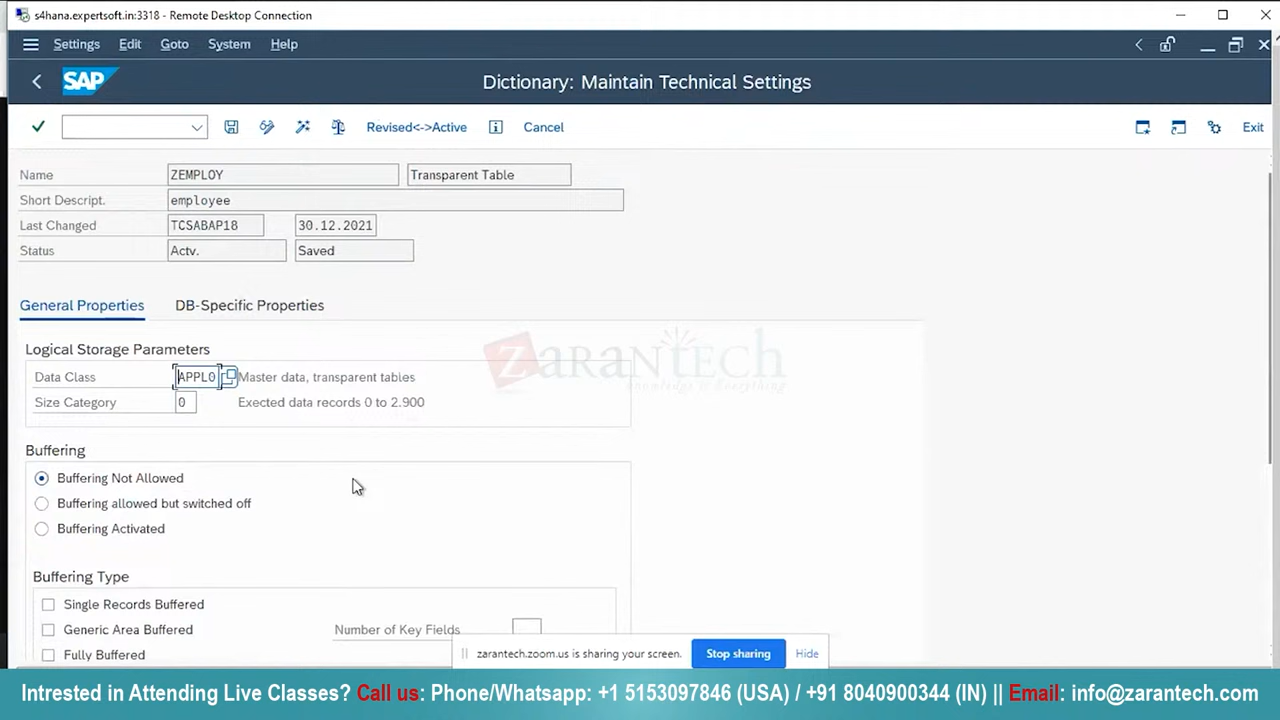 s4hana.expertsoft.in:3318 - Remote Desktop Connection
Settings Edit Goto System Help
SAP Dictionary: Maintain Technical Settings
Revised<->Active Cancel Exit
Name ZEMPLOY Transparent Table
Short Descript. employee
Last Changed TCSABAP18 30.12.2021
Status Actv. Saved
General Properties DB-Specific Properties
Logical Storage Parameters
Data Class APPL0 Master data, transparent tables
Size Category 0 Exected data records 0 to 2.900
ZaranTech
knowledge is Everything
Buffering
Buffering Not Allowed
Buffering allowed but switched off
Buffering Activated
Buffering Type
Single Records Buffered
Generic Area Buffered Number of Key Fields
Fully Buffered
zarantech.zoom.us is sharing your screen. Stop sharing Hide
Intrested in Attending Live Classes? Call us: Phone/Whatsapp: +1 5153097846 (USA) / +91 8040900344 (IN) || Email: info@zarantech.com